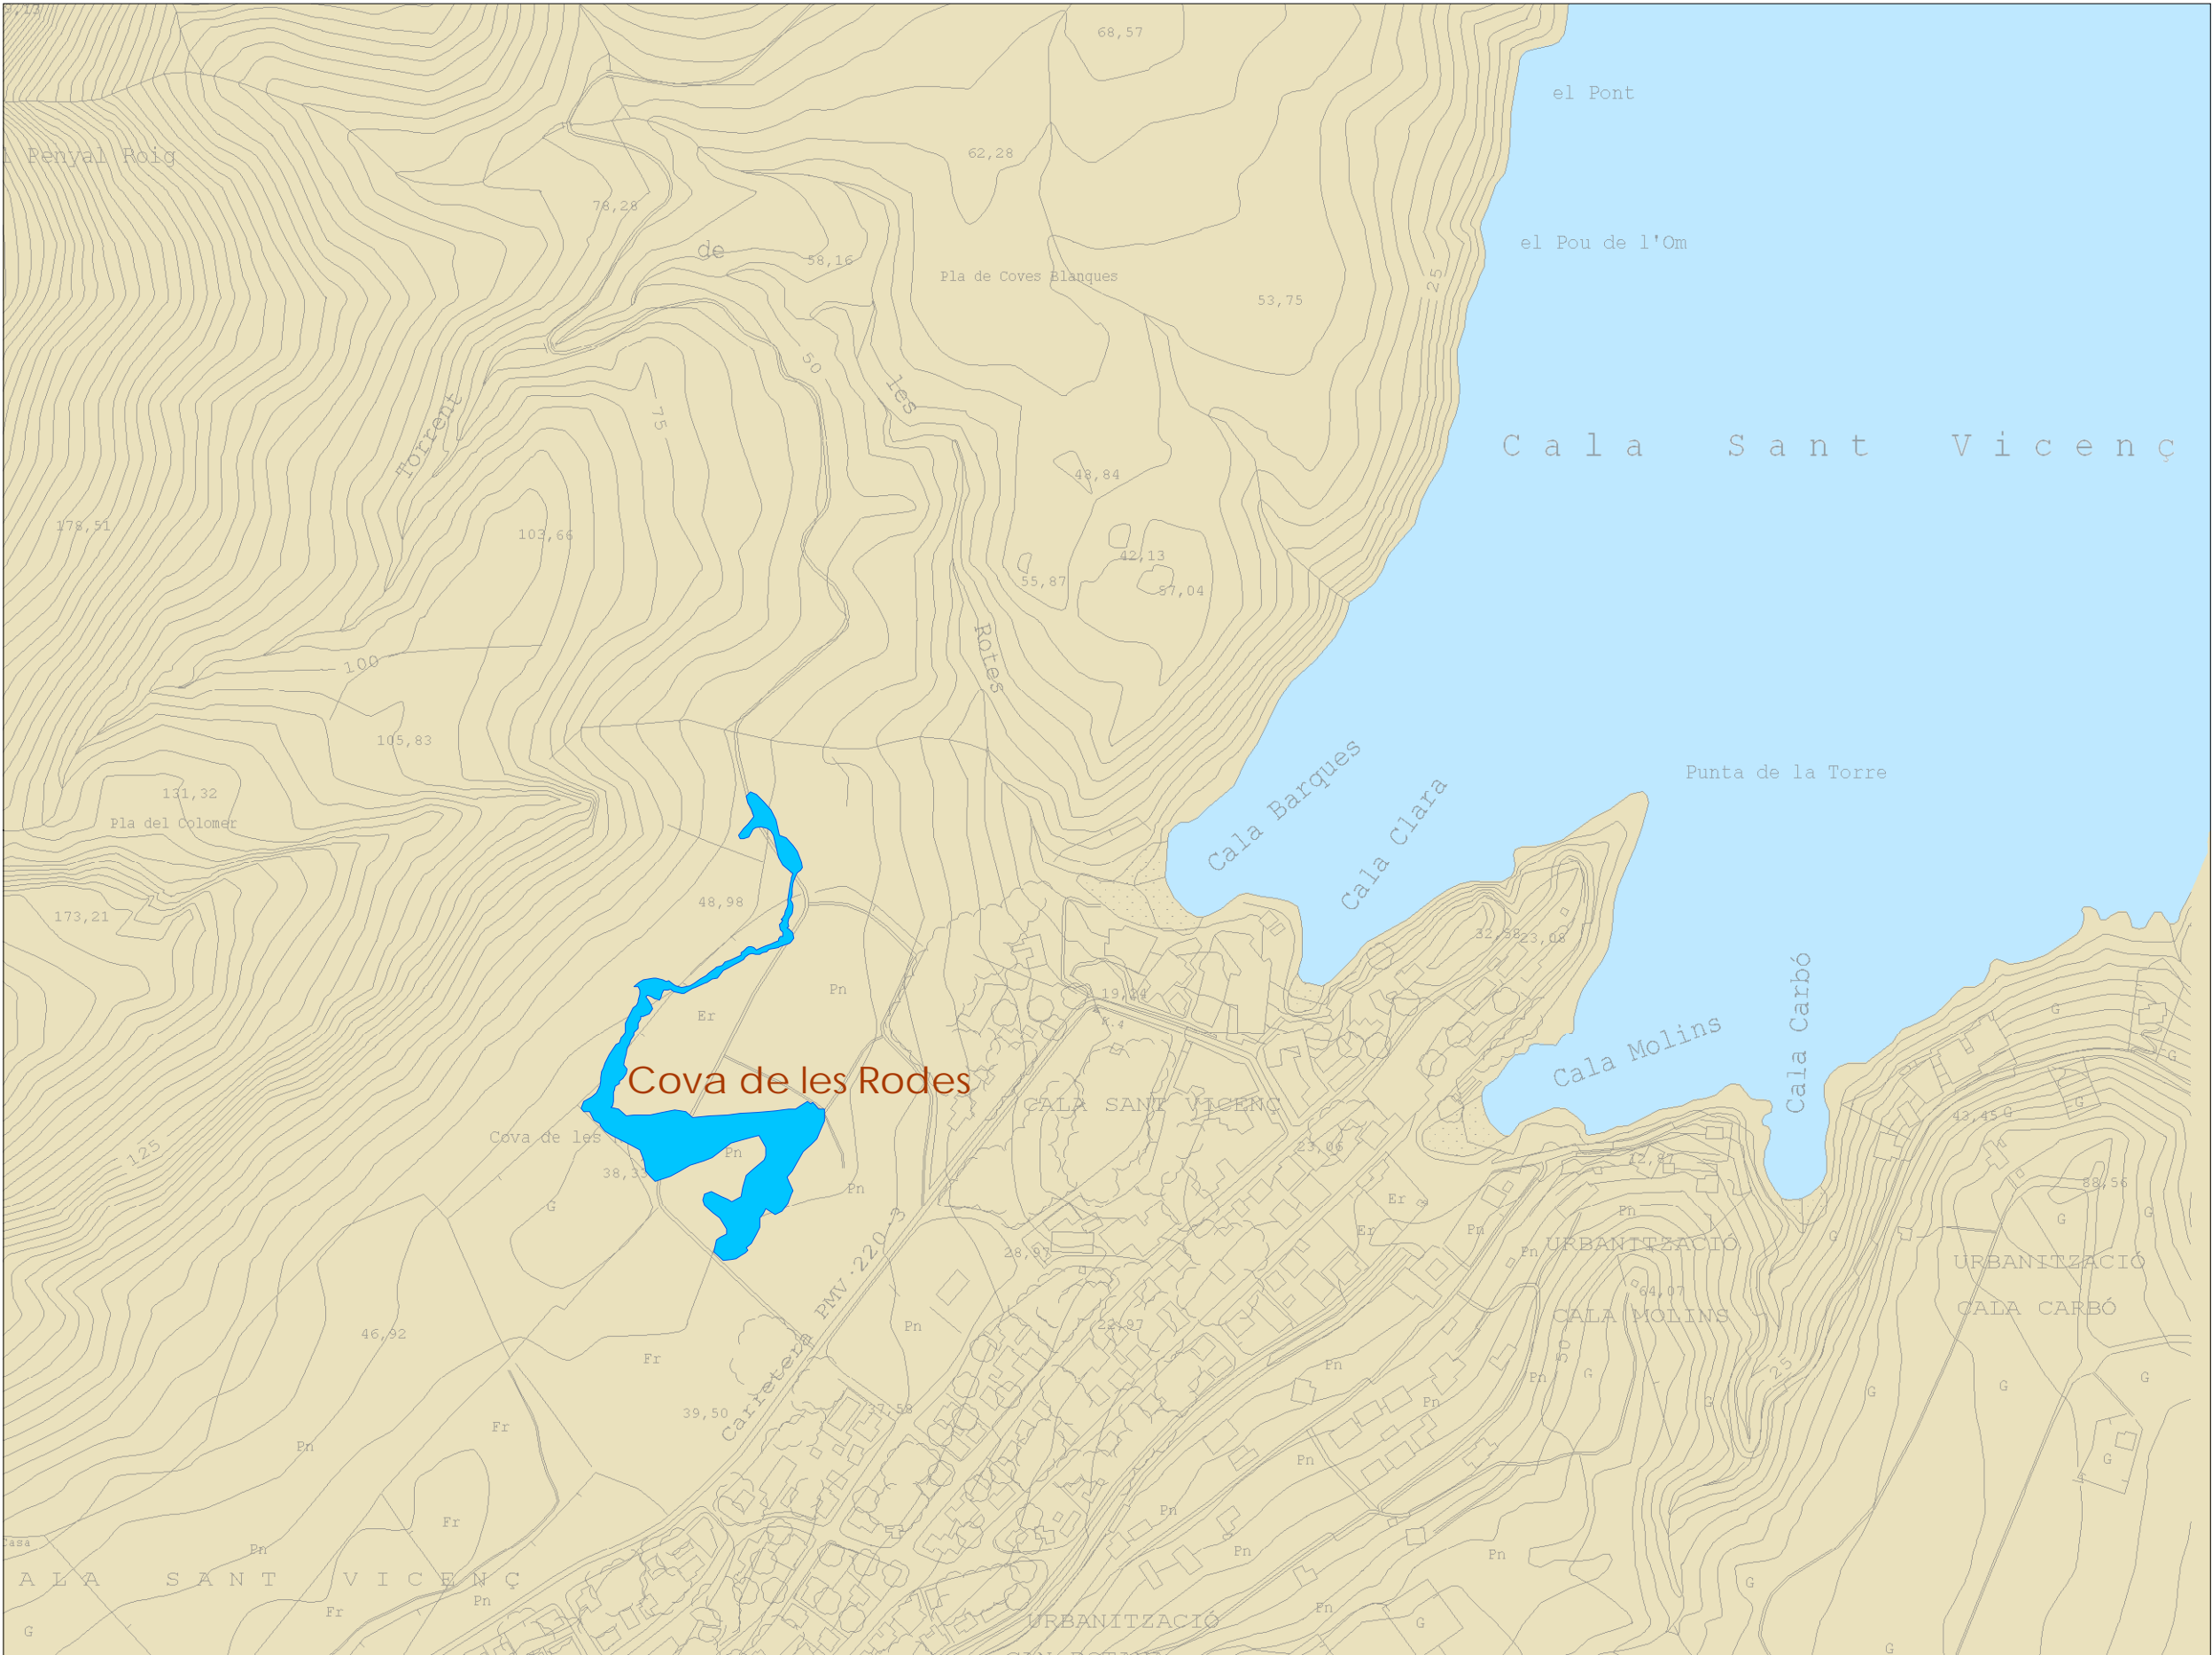 68,57
el Pont
l Penyal Roig
62,28
78,28
de
58,16
el Pou de l'Om
Pla de Coves Blanques
25
53,75
50
les
75
Torrent
Cala Sant Vicenç
48,84
178,51
103,66
42,13
55,87
57,04
Rotes
100
105,83
Cala Barques
Cala Clara
Punta de la Torre
131,32
Pla del Colomer
48,98
173,21
32,58
23,08
Cala Carbó
Pn
19,24
K.4
Er
G
Cala Molins
G
Cova de les Rodes
CALA SANT VICENÇ
43,45
G
G
125
Cova de les
23,06
Pn
12,87
38,33
Pn
Er
88,56
G
Er
Pn
Pn
G
G
G
28,97
Pn
URBANITZACIÓ
URBANITZACIÓ
Carretera PMV.220-3
64,07
CALA MOLINS
CALA CARBÓ
46,92
Pn
22,97
Fr
Pn
50
G
25
G
G
G
Pn
39,50
37,58
Pn
G
Fr
Pn
Pn
G
Pn
Fr
Casa
Pn
Pn
Pn
ALA SANT VICENÇ
G
Pn
Fr
Pn
G
URBANITZACIÓ
G
G